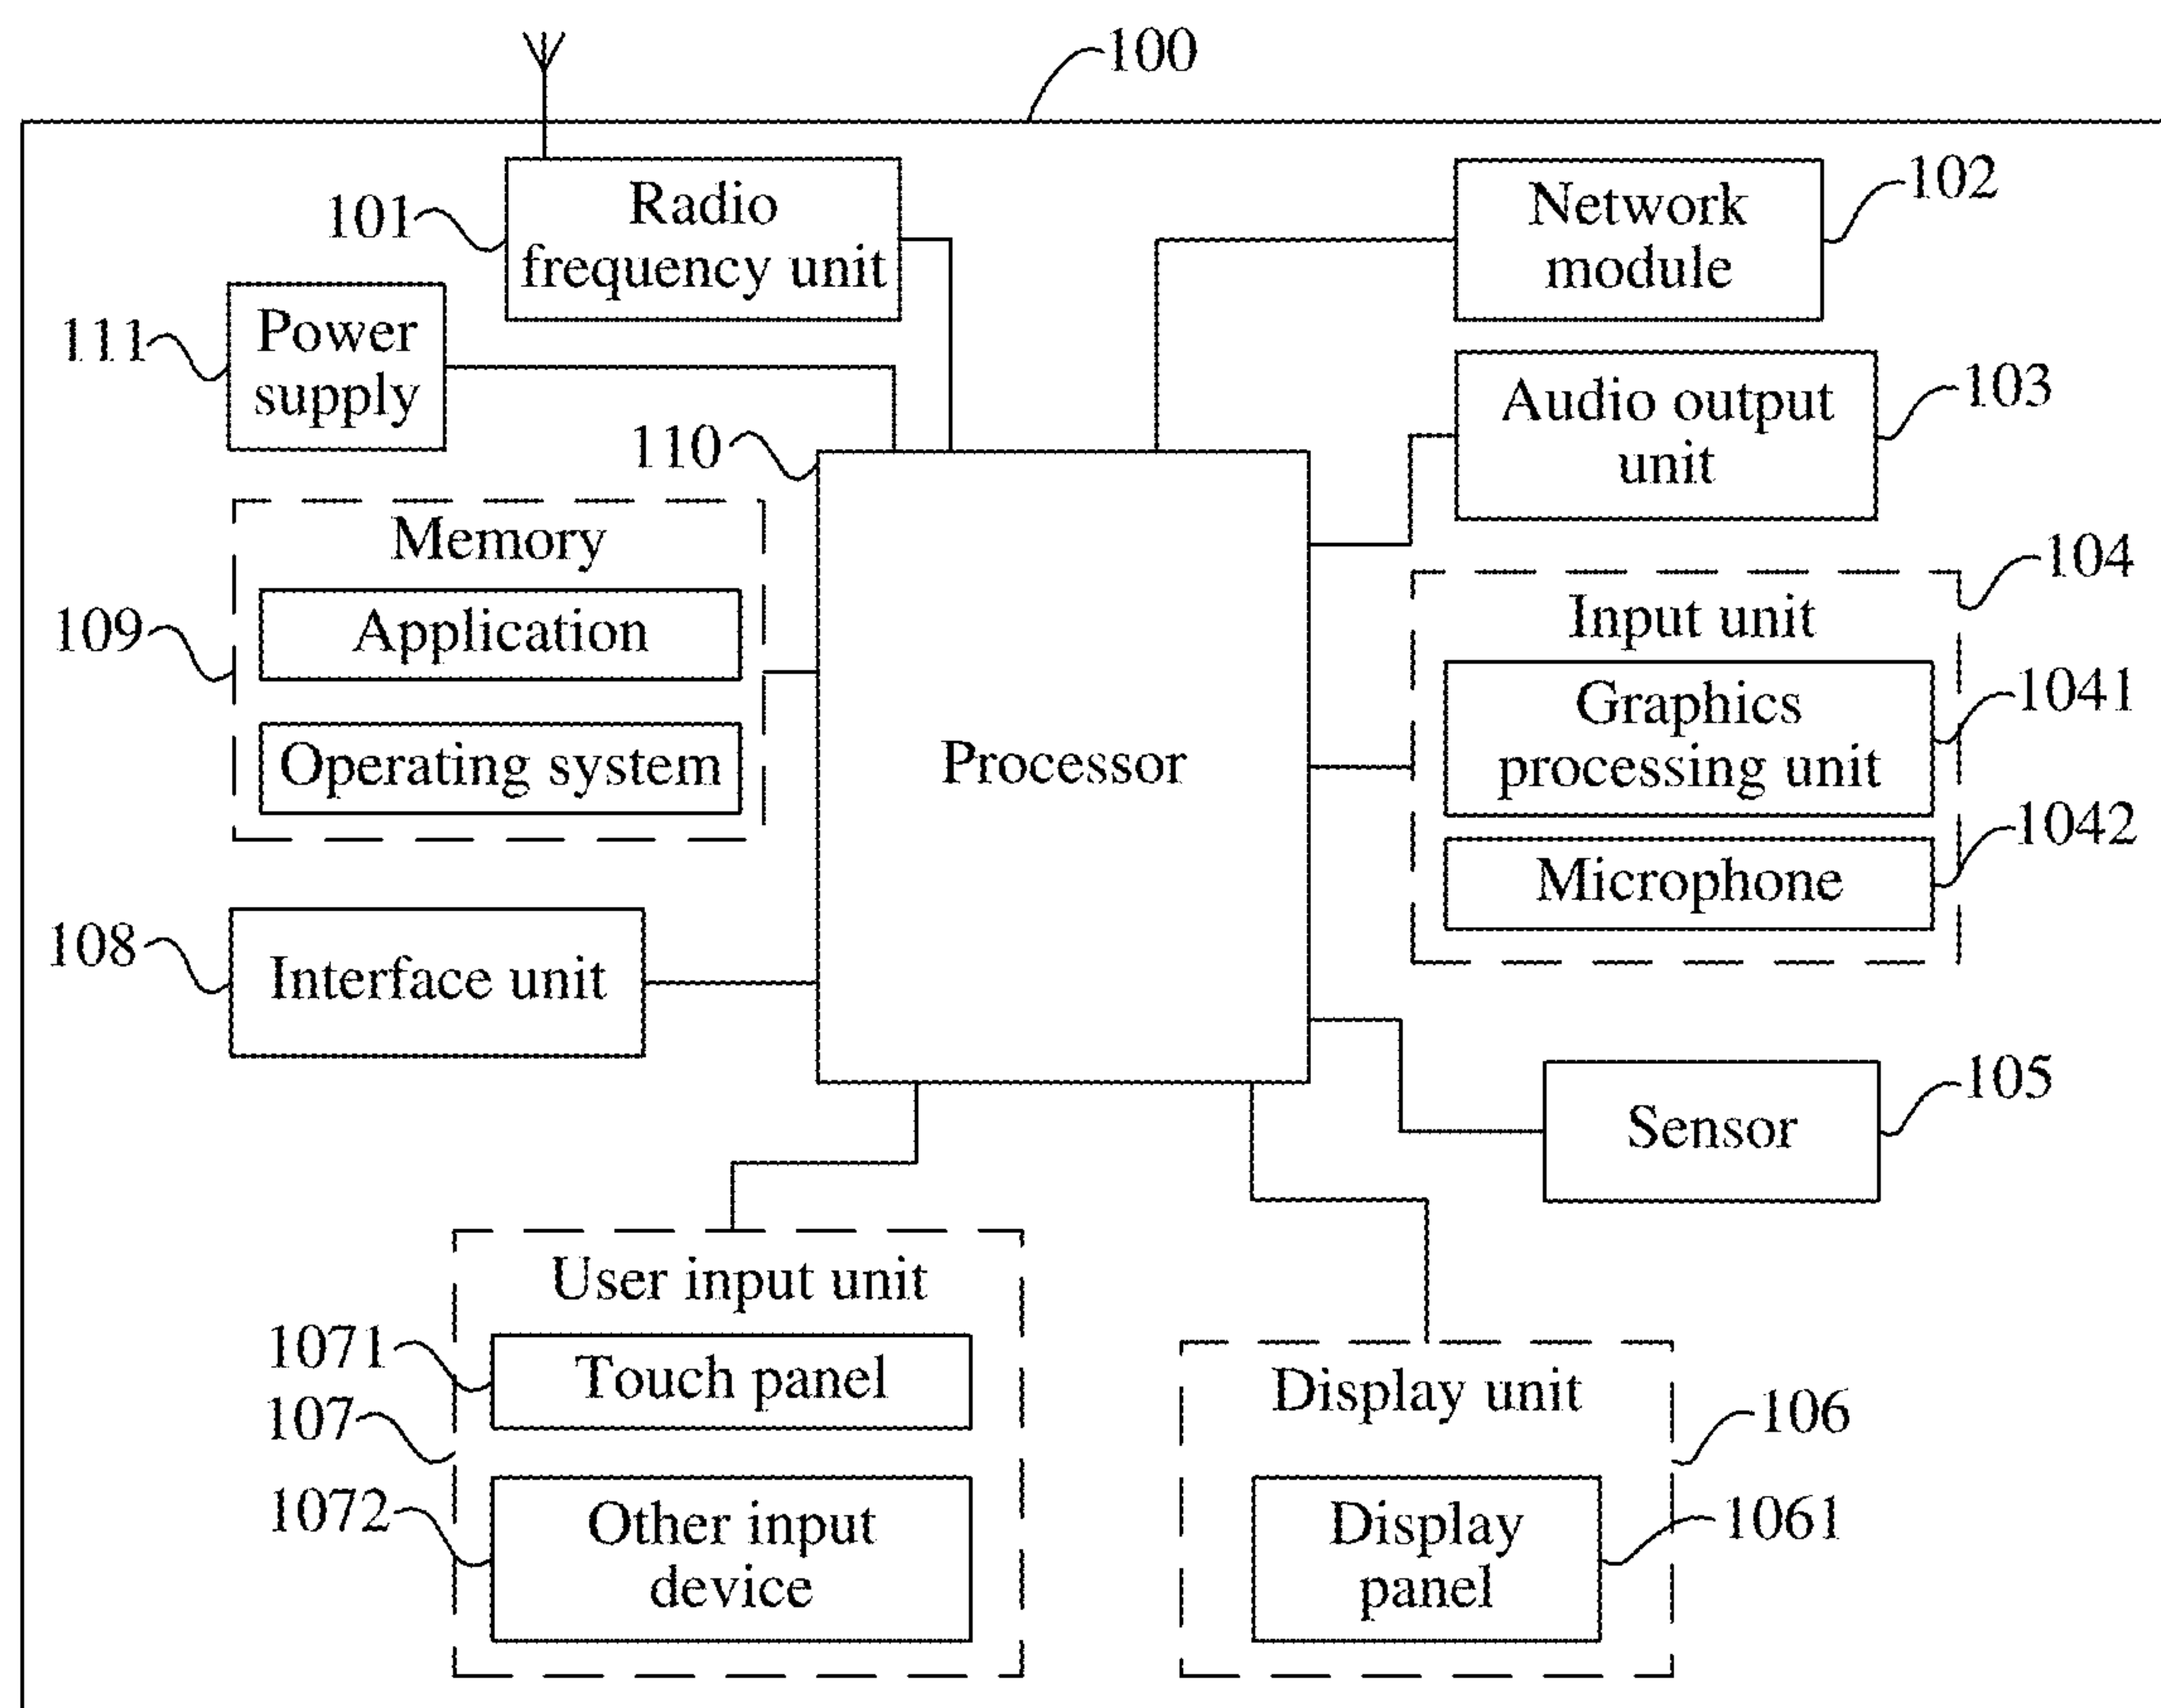 100
101
Radio
frequency unit
Network
module
102
111
Power
supply
Audio output
unit
103
110
Memory
Application
Operating system
109
Processor
104
Input unit
Graphics
processing unit
1041
Microphone
1042
108
Interface unit
Sensor
105
User input unit
1071
Touch panel
107
1072
Other input
device
Display unit
106
Display
panel
1061